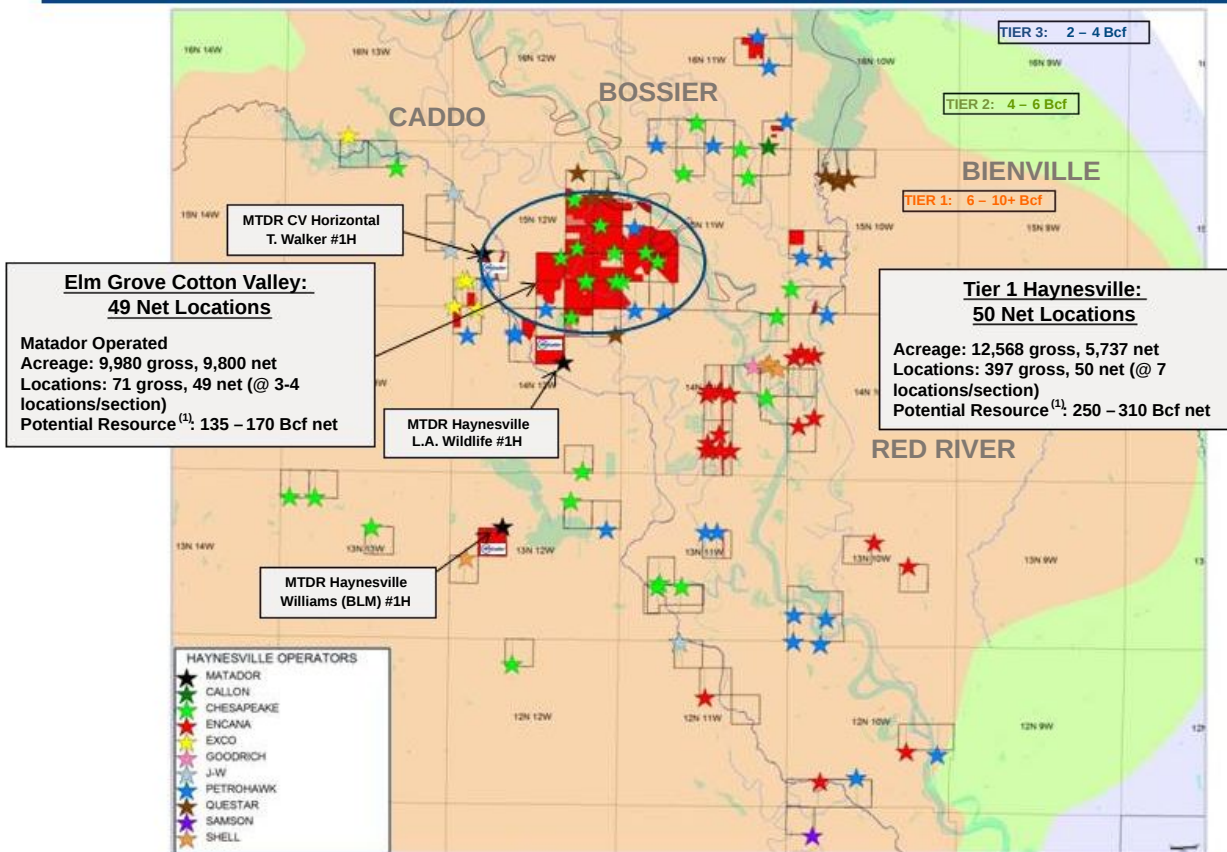 TIER 3: 2 – 4 Bcf
16N 14W
16N 13W
16N 12W
16N 11W
16N 10W
16N 9W
BOSSIER
TIER 2: 4 – 6 Bcf
CADDO
BIENVILLE
TIER 1: 6 – 10+ Bcf
15N 14W
15N 12W
15N 11W
15N 10W
15N 9W
MTDR CV Horizontal
T. Walker #1H
Elm Grove Cotton Valley:
49 Net Locations
Matador Operated
Acreage: 9,980 gross, 9,800 net
Locations: 71 gross, 49 net (@ 3-4
locations/section)
Potential Resource (1): 135 – 170 Bcf net
Tier 1 Haynesville:
50 Net Locations
Acreage: 12,568 gross, 5,737 net
Locations: 397 gross, 50 net (@ 7
locations/section)
Potential Resource (1): 250 – 310 Bcf net
MTDR Haynesville
L.A. Wildlife #1H
RED RIVER
13N 14W
13N 13W
13N 12W
13N 11W
13N 10W
13N 9W
MTDR Haynesville
Williams (BLM) #1H
HAYNESVILLE OPERATORS
MATADOR
CALLON
CHESAPEAKE
ENCANA
EXCO
GOODRICH
J-W
PETROHAWK
QUESTAR
SAMSON
SHELL
12N 12W
12N 11W
12N 10W
12N 9W